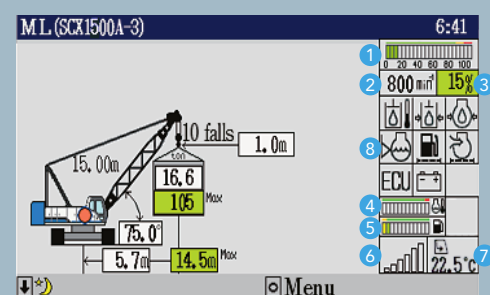 ML(SCX1500A-3) 6:41
1
0 20 40 60 80 100
2 800 min-1 15% 3
10 falls
1.0m
ton
15.00m
16.6
105 Max
8
ECU
75.0°
4
5
5.7m 14.5m Max
6 22.5°C 7
Menu